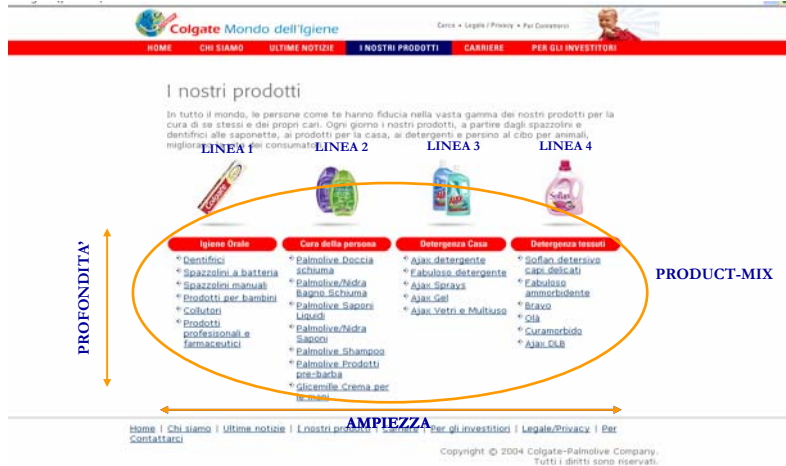 Colgate Mondo dell'Igiene
Cerca • Legale / Privacy • Per Contattarci
HOME CHI SIAMO ULTIME NOTIZIE I NOSTRI PRODOTTI CARRIERE PER GLI INVESTITORI
I nostri prodotti
In tutto il mondo, le persone come te hanno fiducia nella vasta gamma dei nostri prodotti per la
cura di se stessi e dei propri cari. Ogni giorno i nostri prodotti, a partire dagli spazzolini e
dentifrici alle saponette, ai prodotti per la casa, ai detergenti e persino al cibo per animali,
dei consumatori
LINEA 1 LINEA 2 LINEA 3 LINEA 4
Colgate
Ajax
Soflan
Igiene Orale
Dentifrici
Spazzolini a batteria
Spazzolini manuali
Prodotti per bambini
Collutori
Prodotti
profesisonali e
farmaceutici
Cura della persona
Palmolive Doccia
schiuma
Palmolive/Nidra
Bagno Schiuma
Palmolive Saponi
Liquidi
Palmolive/Nidra
Saponi
Palmolive Shampoo
Palmolive Prodotti
pre-barba
Glicemille Crema per
le mani
Detergenza Casa
Ajax detergente
Fabuloso detergente
Ajax Sprays
Ajax Gel
Ajax Vetri e Multiuso
Detergenza tessuti
Soflan detersivo
capi delicati
Fabuloso
ammorbidente
Bravo
Olà
Curamorbido
Ajax DLB
PROFONDITA'
PRODUCT-MIX
AMPIEZZA
Home | Chi siamo | Ultime notizie | I nostri prodotti | Carriere | Per gli investitiori | Legale/Privacy | Per
Contattarci
Copyright © 2004 Colgate-Palmolive Company.
Tutti i diritti sono riservati.